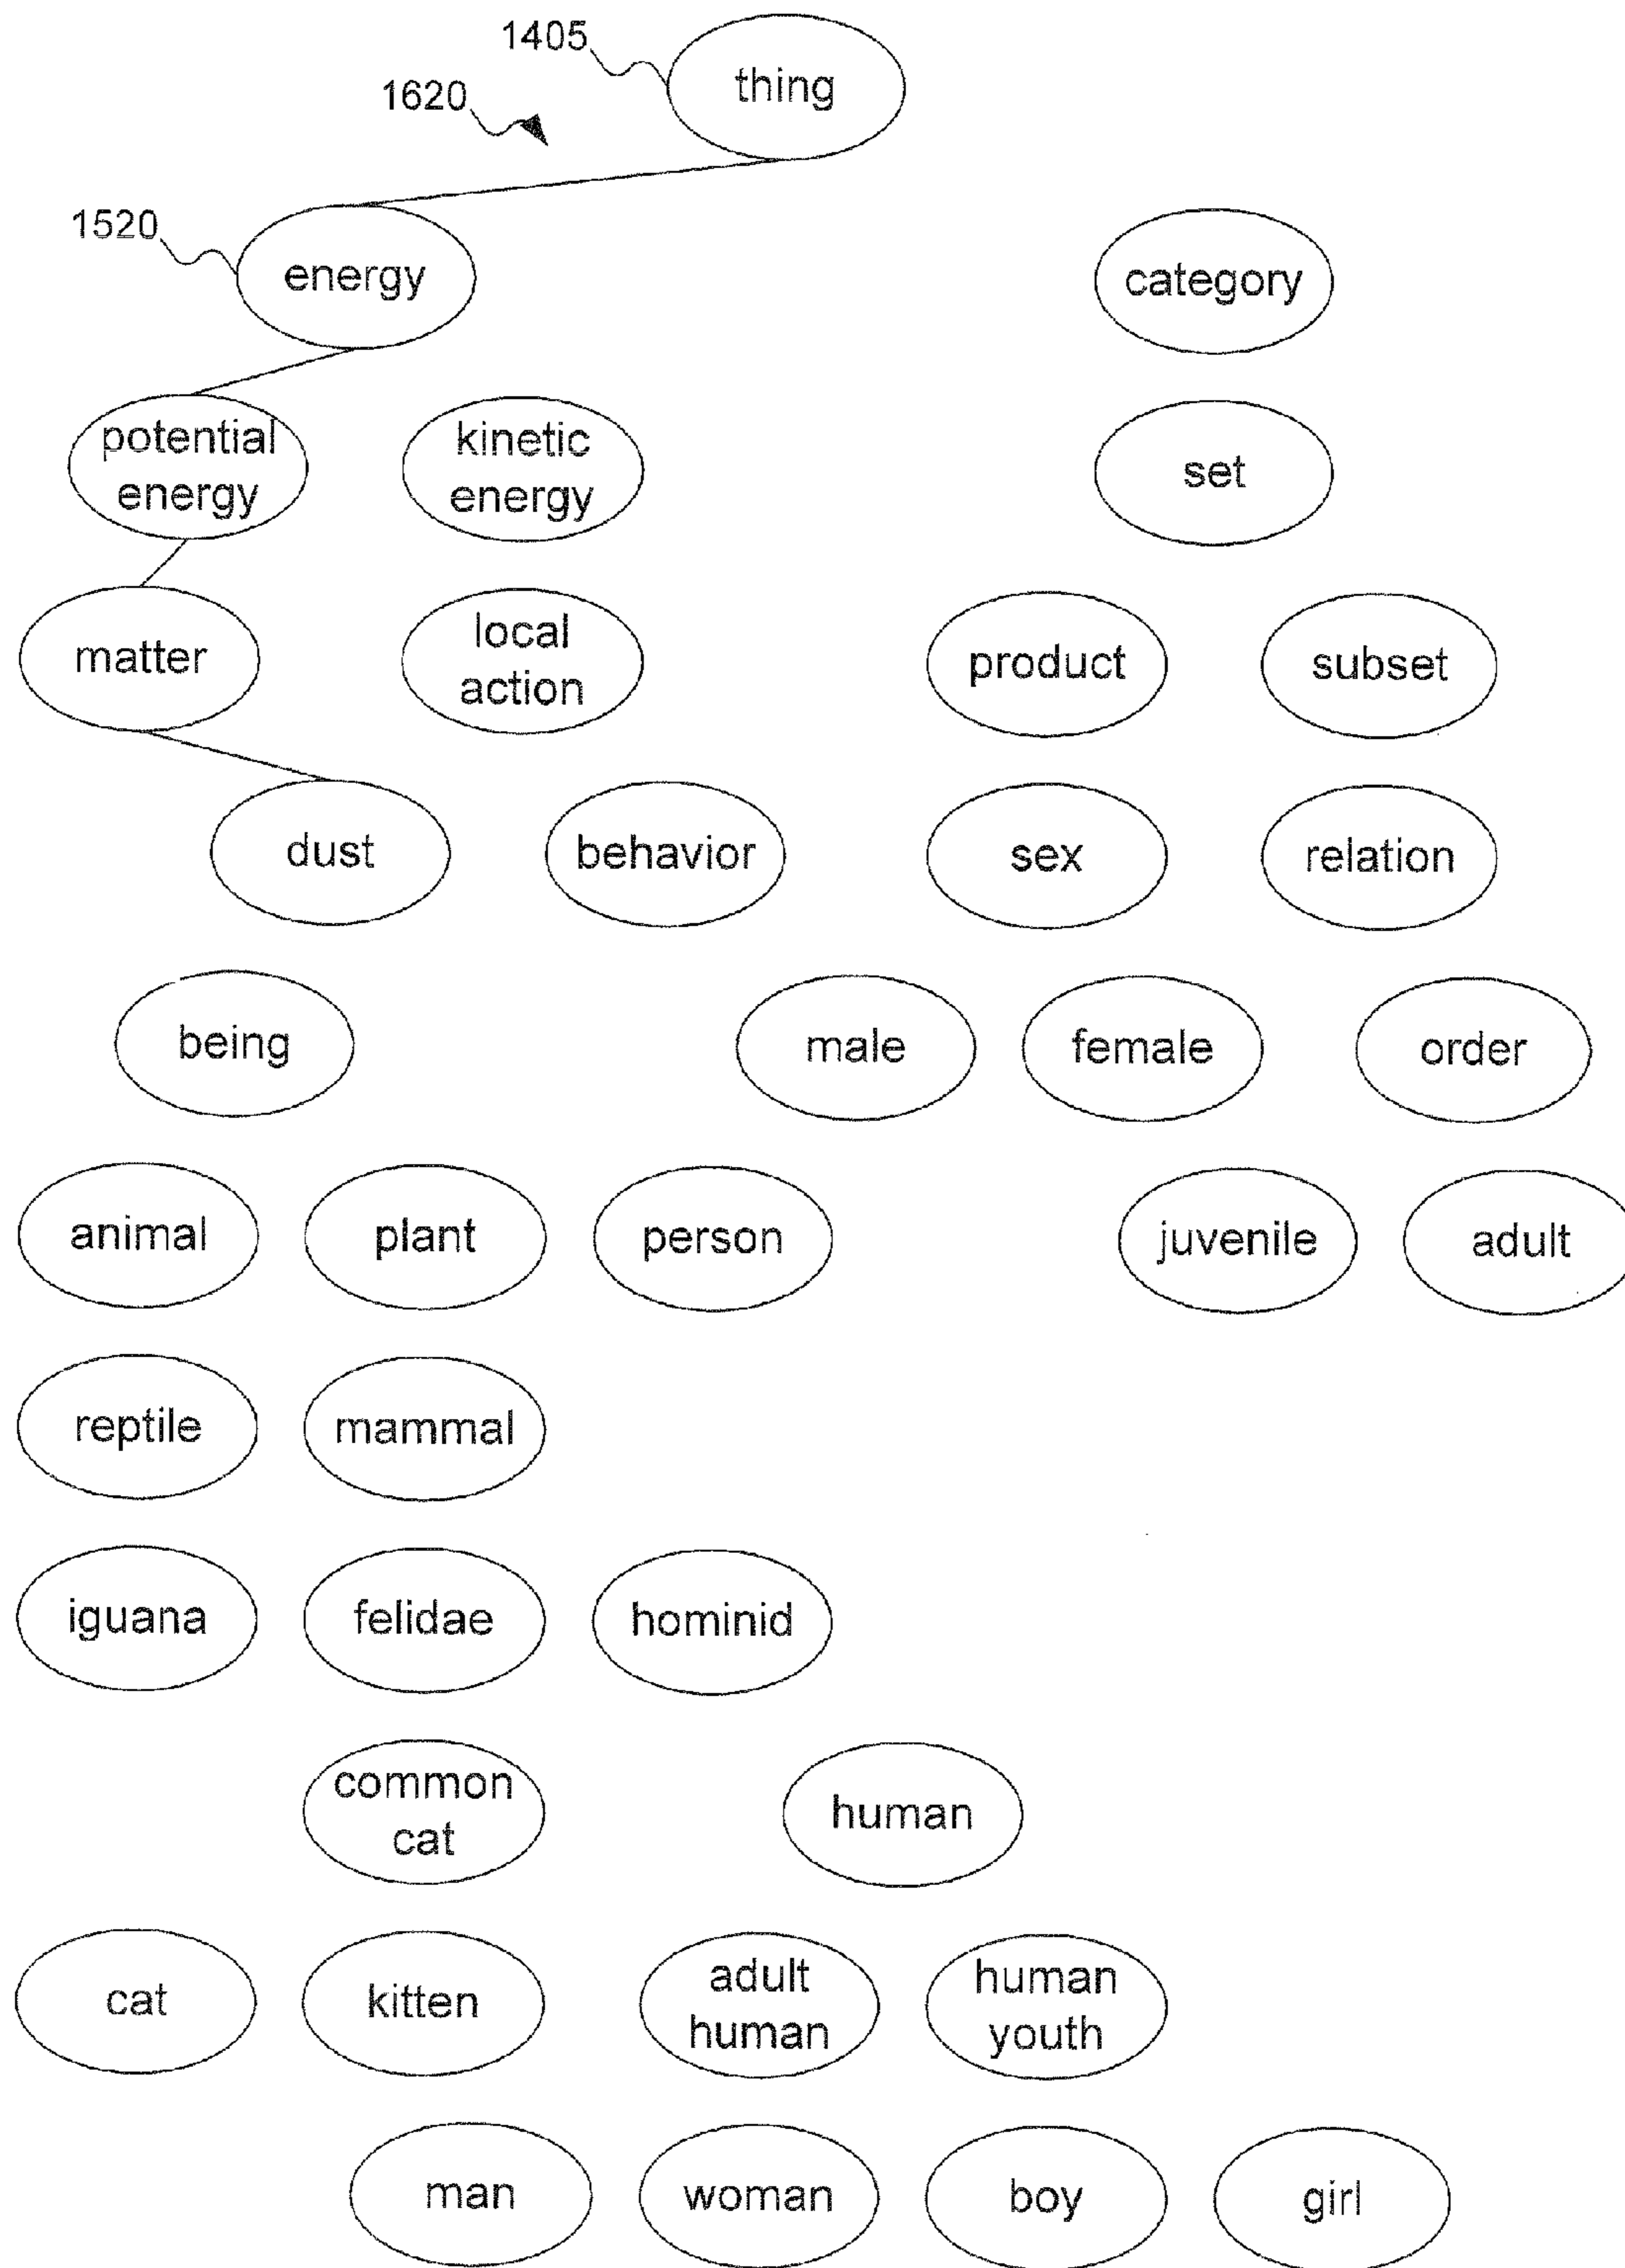 1405
thing
1620
1520
energy
category
potential
energy
kinetic
energy
set
matter
local
action
product
subset
dust
behavior
sex
relation
being
male
female
order
animal
plant
person
juvenile
adult
reptile
mammal
iguana
felidae
hominid
common
cat
human
cat
kitten
adult
human
human
youth
man
woman
boy
girl